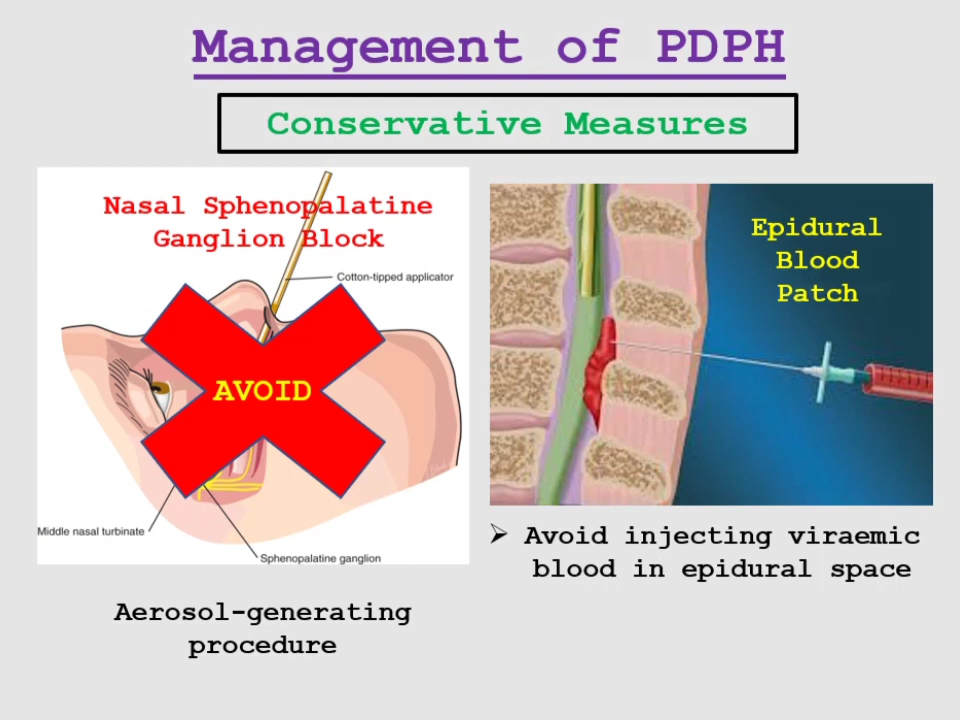 Management of PDPH
Conservative Measures
Nasal Sphenopalatine
Ganglion Block
Cotton-tipped applicator
AVOID
Middle nasal turbinate
Sphenopalatine ganglion
Aerosol-generating
procedure
Epidural
Blood
Patch
➢ Avoid injecting viraemic
blood in epidural space